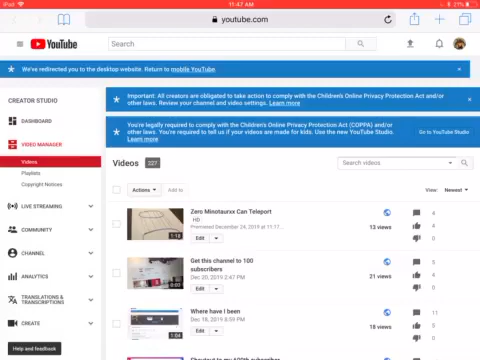 11:47 AM
21%
youtube.com
YouTube
Search
We've redirected you to the desktop website. Return to mobile YouTube.
CREATOR STUDIO
DASHBOARD
VIDEO MANAGER
Videos
Playlists
Copyright Notices
LIVE STREAMING
COMMUNITY
CHANNEL
ANALYTICS
TRANSLATIONS & TRANSCRIPTIONS
CREATE
Help and feedback
Important: All creators are obligated to take action to comply with the Children's Online Privacy Protection Act and/or
other laws. Review your channel and video settings. Learn more
You're legally required to comply with the Children's Online Privacy Protection Act (COPPA) and/or
other laws. You're required to tell us if your videos are made for kids. Use the new YouTube Studio.
Learn more
Go to YouTube Studio
Videos 227
Search videos
Actions Add to
View: Newest
Zero Minotaurxx Can Teleport
HD
Premiered December 24, 2019 at 11:17...
Edit
1:18
13 views
4
4
0
Get this channel to 100
subscribers
Dec 20, 2019 2:47 PM
Edit
21 views
5
4
0
Where have I been
Dec 18, 2019 8:59 PM
Edit
1:04
18 views
11
5
0